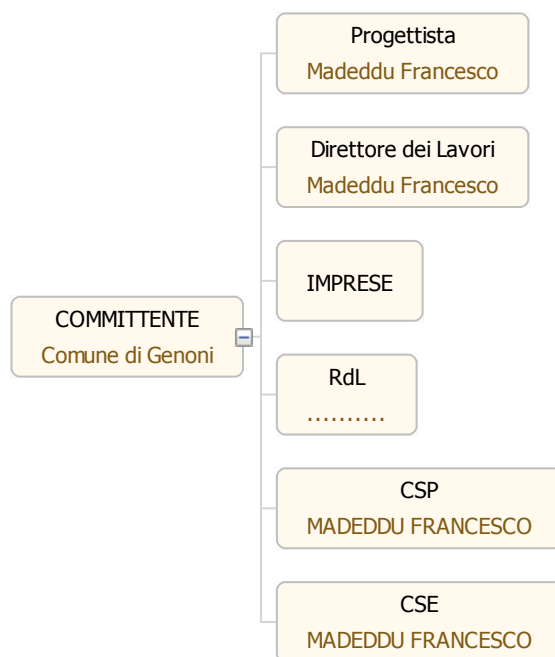 Progettista
Madeddu Francesco
Direttore dei Lavori
Madeddu Francesco
IMPRESE
COMMITTENTE
Comune di Genoni
RdL
..........
CSP
MADEDDU FRANCESCO
CSE
MADEDDU FRANCESCO